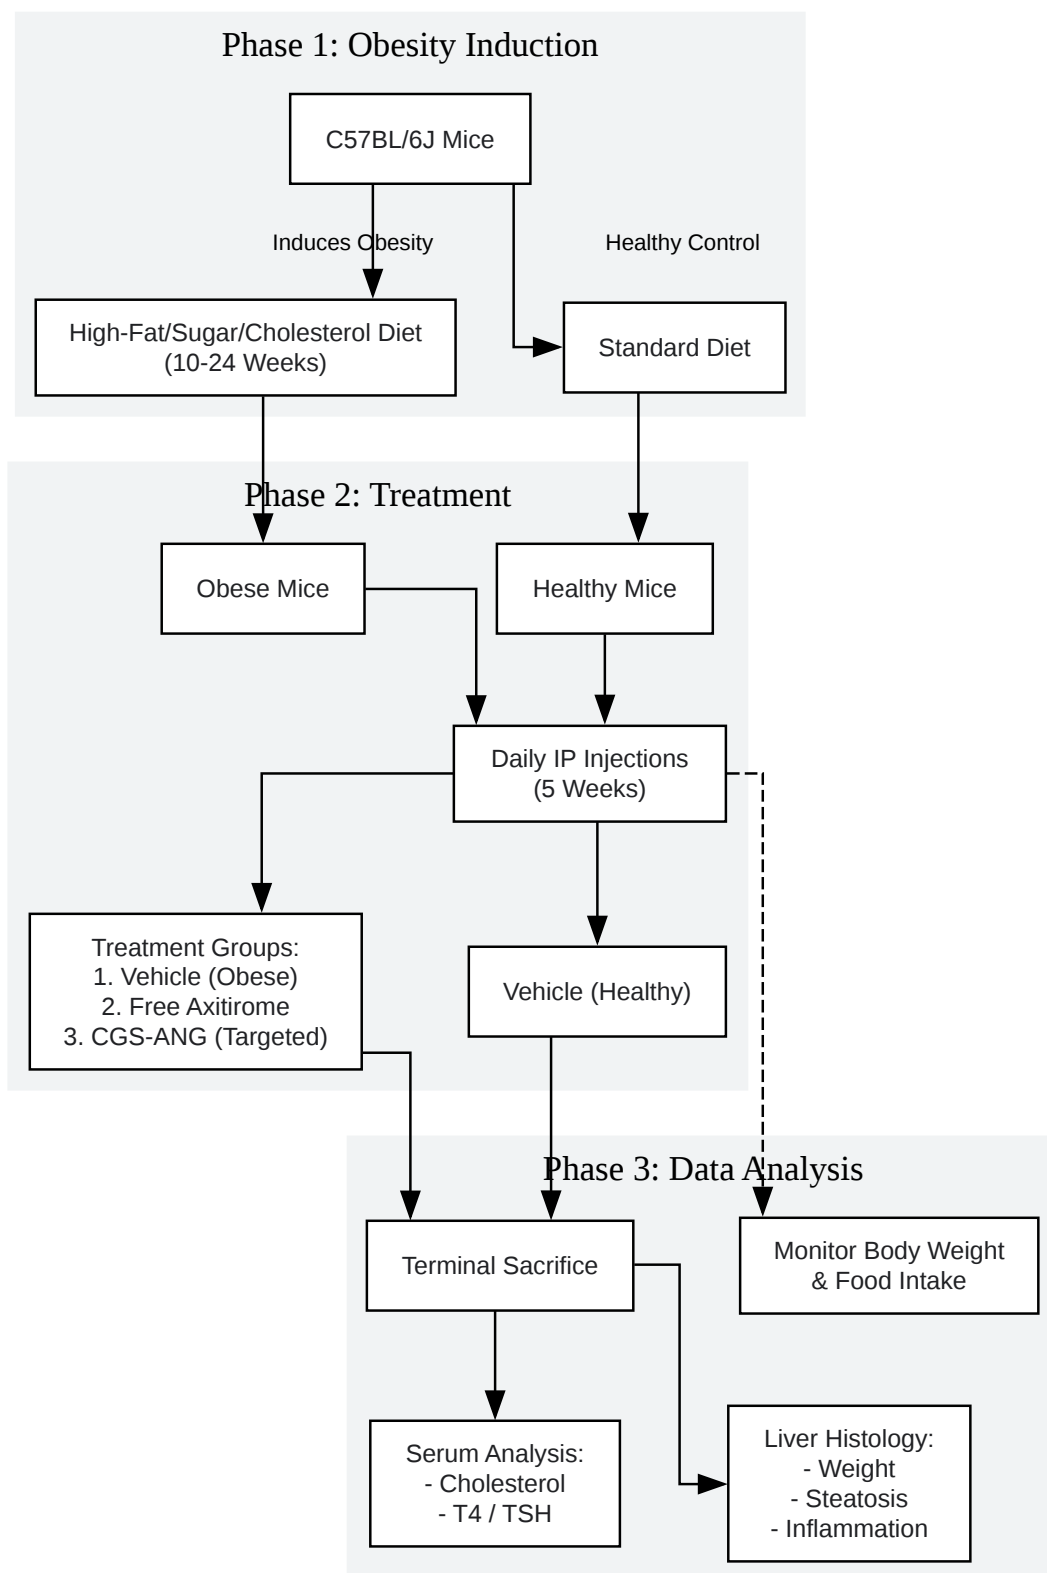 Phase 1: Obesity Induction
C57BL/6J Mice
Induces Obesity
Healthy Control
High-Fat/Sugar/Cholesterol Diet
(10-24 Weeks)
Standard Diet
Phase 2: Treatment
Obese Mice
Healthy Mice
Daily IP Injections
(5 Weeks)
Treatment Groups:
1. Vehicle (Obese)
2. Free Axitirome
3. CGS-ANG (Targeted)
Vehicle (Healthy)
Phase 3: Data Analysis
Terminal Sacrifice
Monitor Body Weight
& Food Intake
Serum Analysis:
- Cholesterol
- T4 / TSH
Liver Histology:
- Weight
- Steatosis
- Inflammation